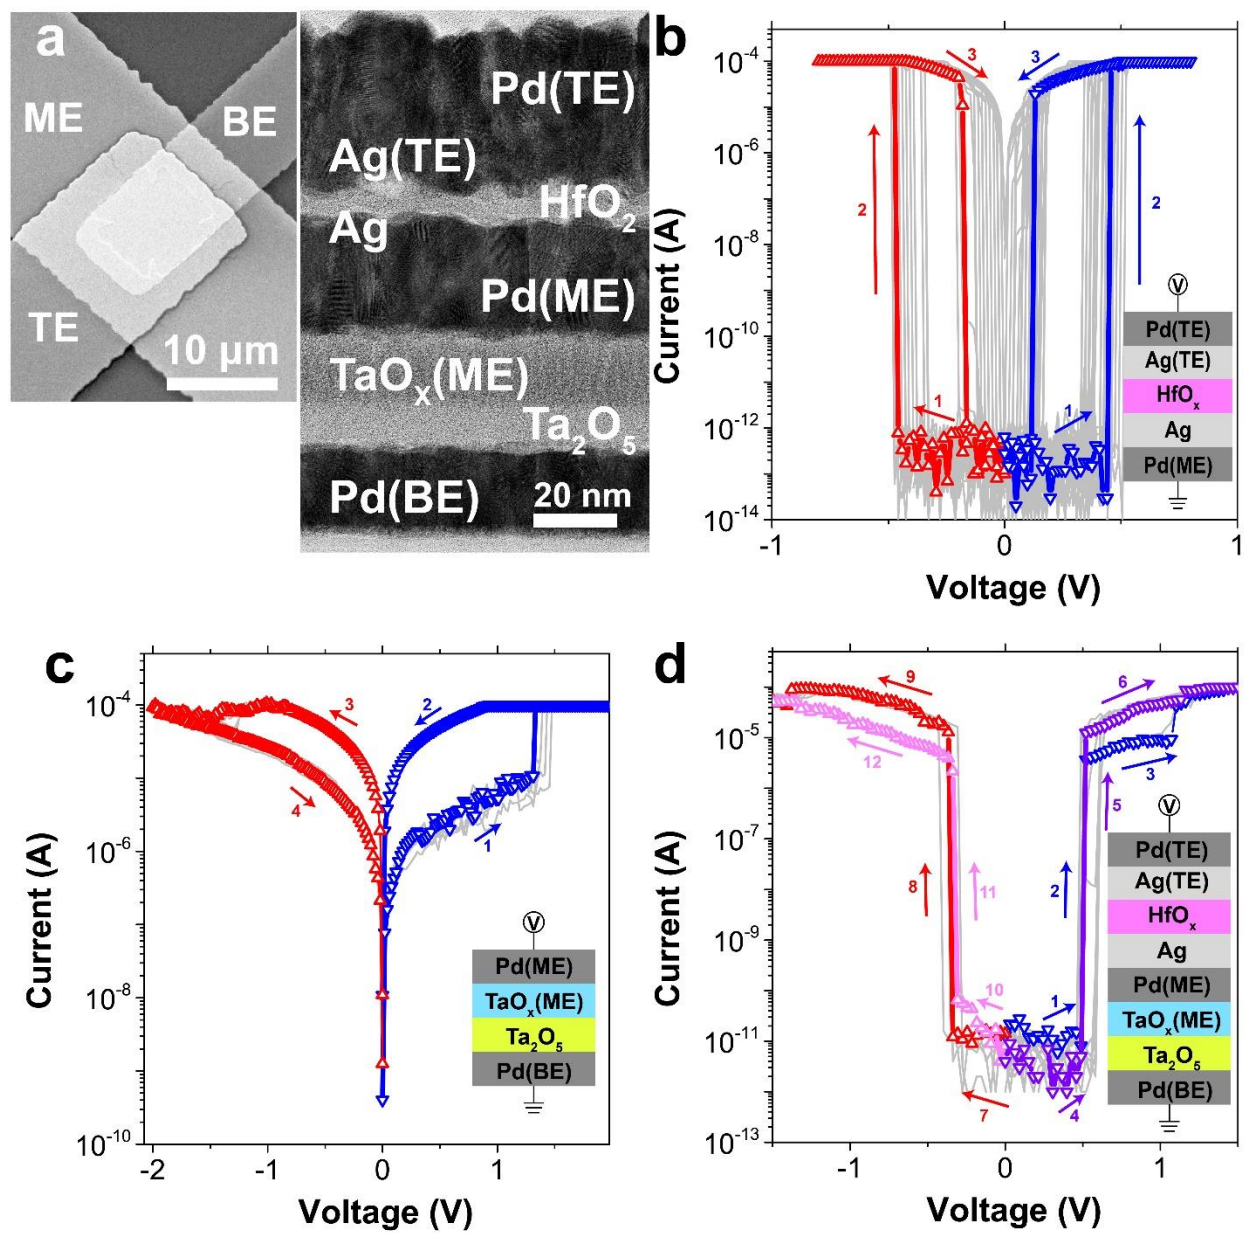 a
ME
BE
TE
10 µm
Pd(TE)
Ag(TE)
HfO₂
Ag
Pd(ME)
TaOₓ(ME)
Ta₂O₅
Pd(BE)
20 nm
b
Current (A)
10⁻⁴
10⁻⁶
10⁻⁸
10⁻¹⁰
10⁻¹²
10⁻¹⁴
3
3
2
2
1
1
V
Pd(TE)
Ag(TE)
HfOₓ
Ag
Pd(ME)
-1
0
1
Voltage (V)
c
Current (A)
10⁻⁴
10⁻⁶
10⁻⁸
10⁻¹⁰
3
2
4
1
V
Pd(ME)
TaOₓ(ME)
Ta₂O₅
Pd(BE)
-2
-1
0
1
Voltage (V)
d
Current (A)
10⁻⁵
10⁻⁷
10⁻⁹
10⁻¹¹
10⁻¹³
9
6
12
3
5
8
11
2
10
1
7
4
V
Pd(TE)
Ag(TE)
HfOₓ
Ag
Pd(ME)
TaOₓ(ME)
Ta₂O₅
Pd(BE)
-1
0
1
Voltage (V)